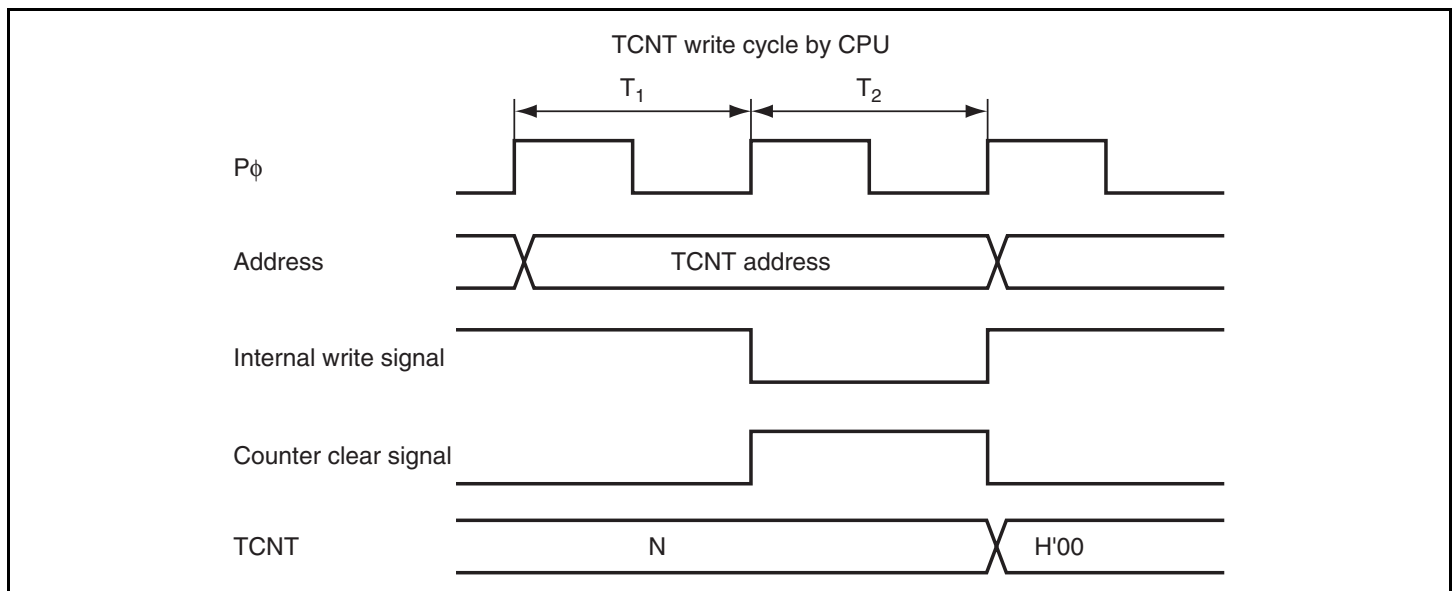 TCNT write cycle by CPU
T1 T2
Pϕ
Address TCNT address
Internal write signal
Counter clear signal
TCNT N H'00